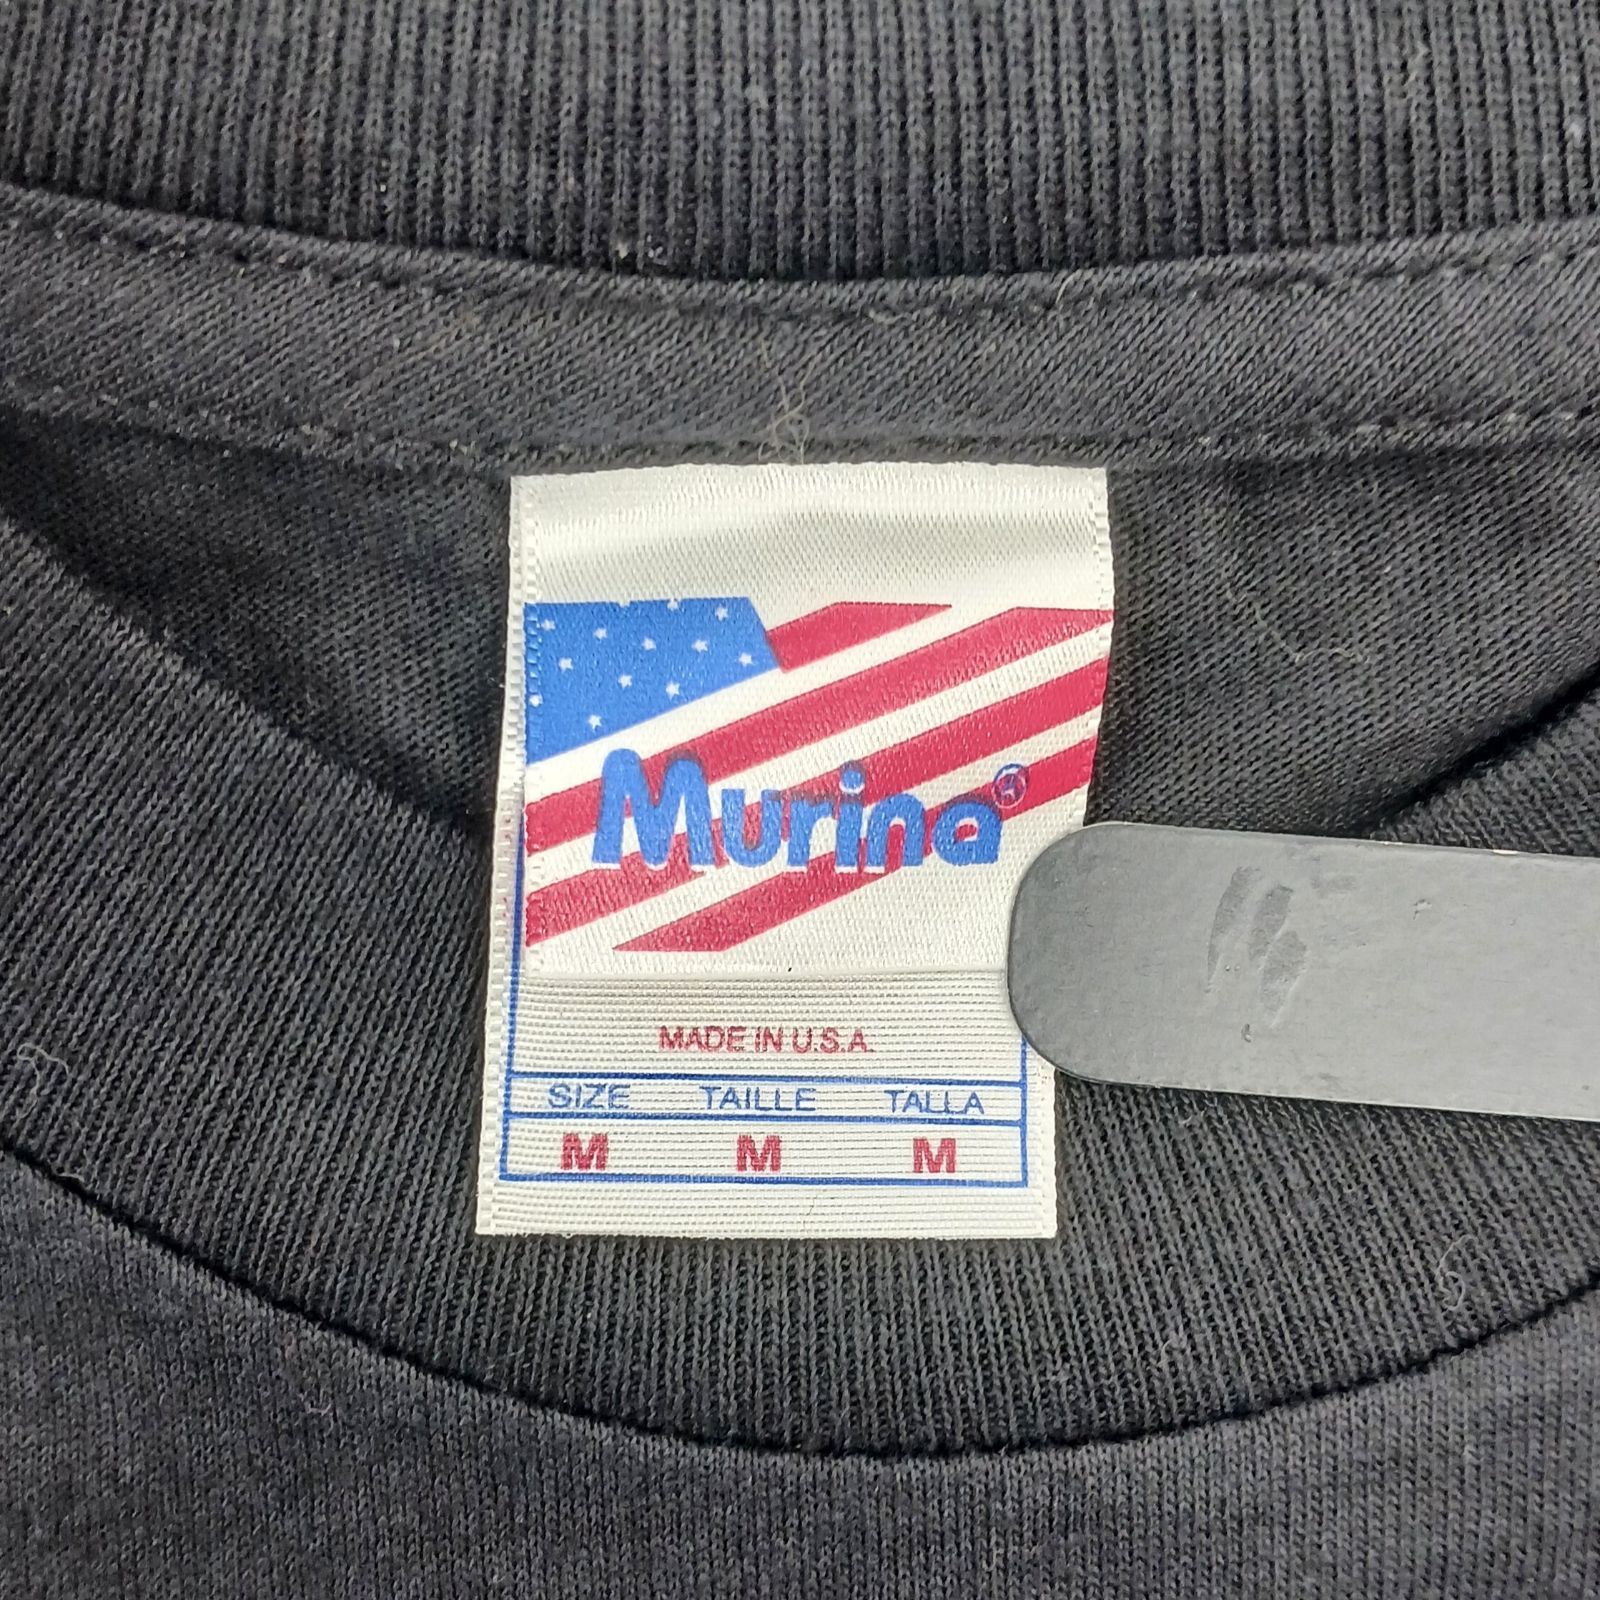 Murina
MADE IN U.S.A.
SIZE TAILLE TALLA
M M M